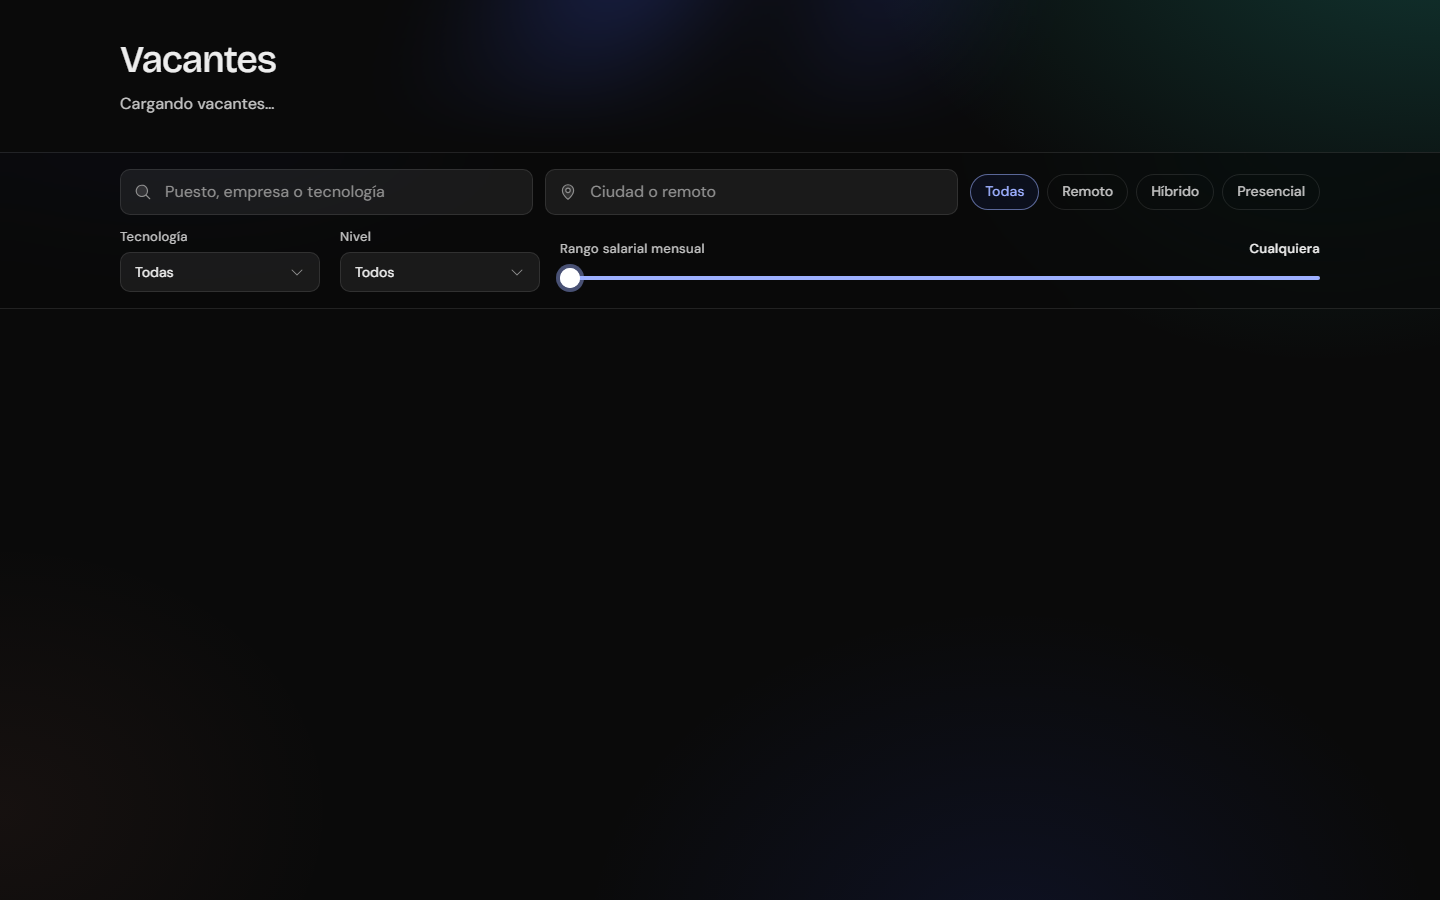 Vacantes
Cargando vacantes...
Puesto, empresa o tecnología
Ciudad o remoto
Todas
Remoto
Híbrido
Presencial
Tecnología
Todas
Nivel
Todos
Rango salarial mensual
Cualquiera